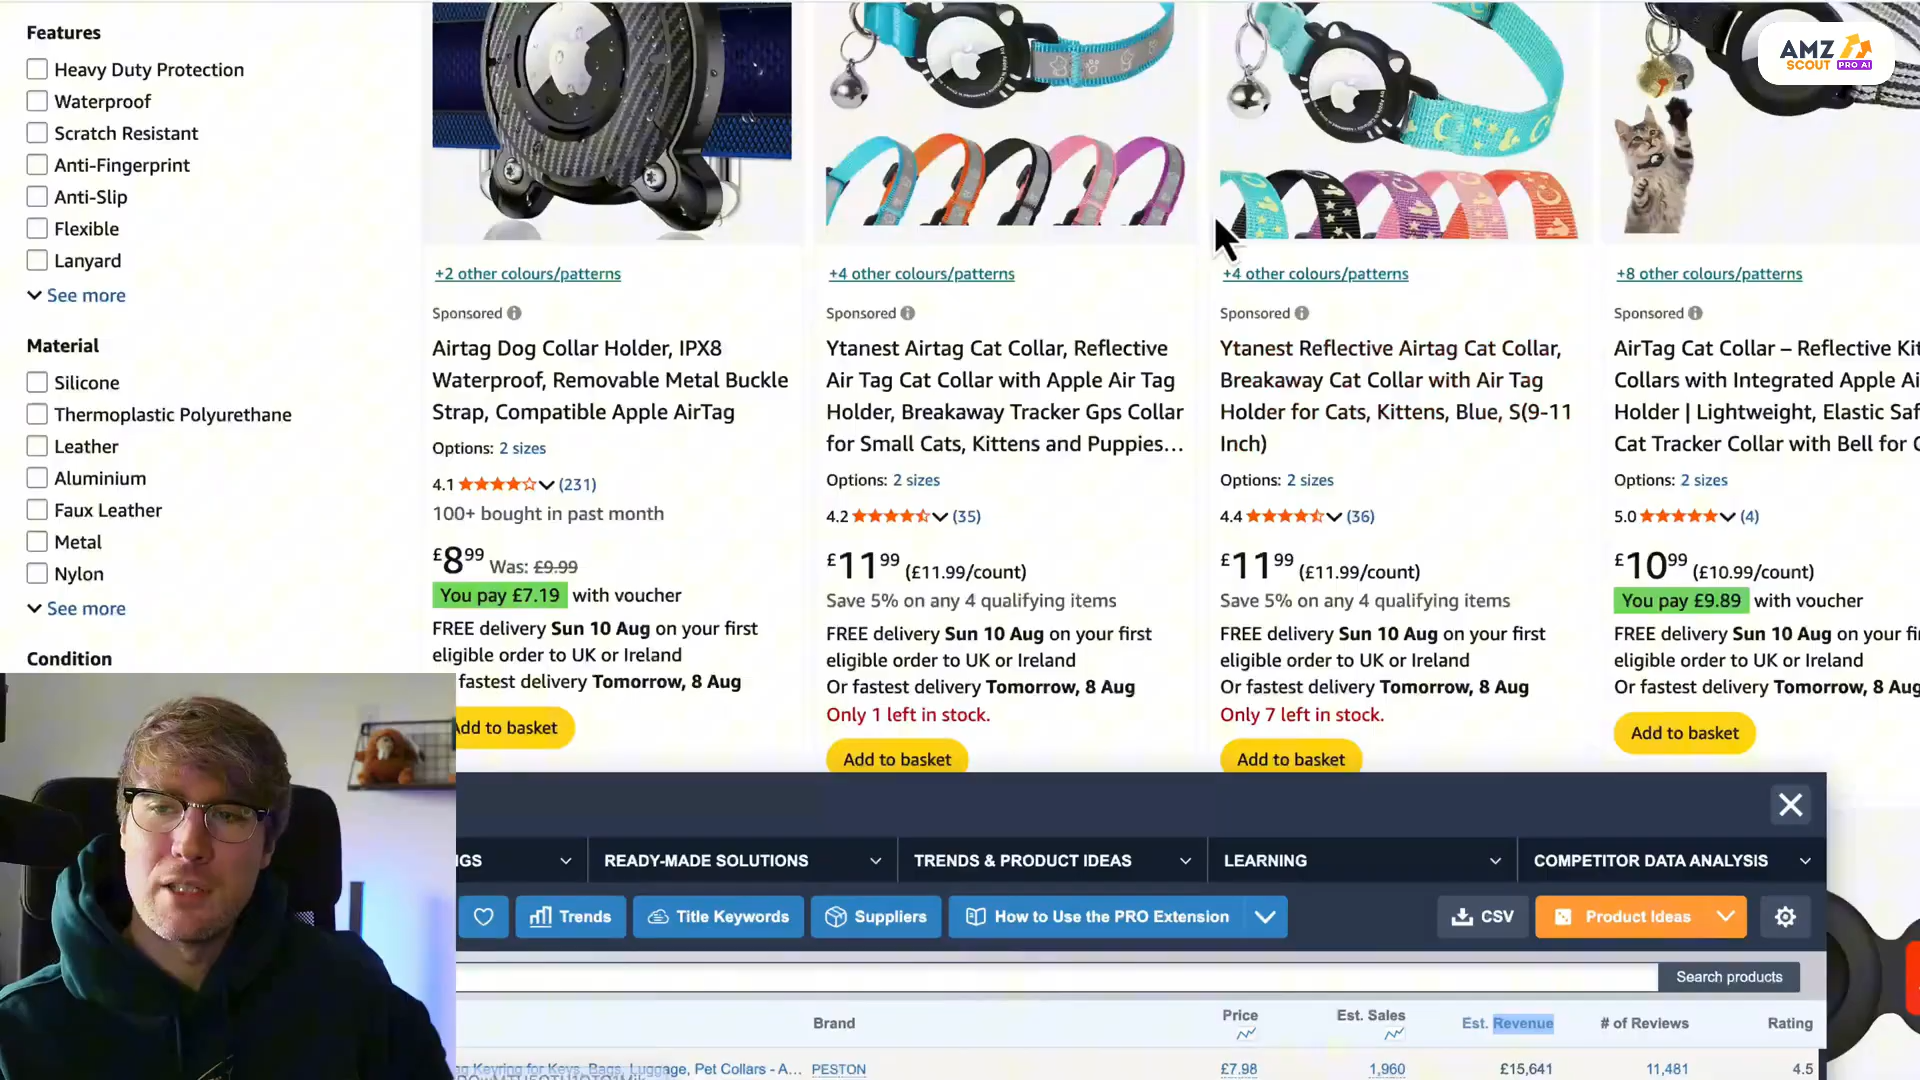 Features
Heavy Duty Protection
Waterproof
Scratch Resistant
Anti-Fingerprint
Anti-Slip
Flexible
Lanyard
See more
Material
Silicone
Thermoplastic Polyurethane
Leather
Aluminium
Faux Leather
Metal
Nylon
See more
Condition
+2 other colours/patterns
Sponsored
Airtag Dog Collar Holder, IPX8
Waterproof, Removable Metal Buckle
Strap, Compatible Apple AirTag
Options: 2 sizes
4.1 (231)
100+ bought in past month
£8.99 Was: £9.99
You pay £7.19 with voucher
FREE delivery Sun 10 Aug on your first
eligible order to UK or Ireland
fastest delivery Tomorrow, 8 Aug
Add to basket
+4 other colours/patterns
Sponsored
Ytanest Airtag Cat Collar, Reflective
Air Tag Cat Collar with Apple Air Tag
Holder, Breakaway Tracker Gps Collar
for Small Cats, Kittens and Puppies…
Options: 2 sizes
4.2 (35)
£11.99 (£11.99/count)
Save 5% on any 4 qualifying items
FREE delivery Sun 10 Aug on your first
eligible order to UK or Ireland
Or fastest delivery Tomorrow, 8 Aug
Only 1 left in stock.
Add to basket
+4 other colours/patterns
Sponsored
Ytanest Reflective Airtag Cat Collar,
Breakaway Cat Collar with Air Tag
Holder for Cats, Kittens, Blue, S(9-11
Inch)
Options: 2 sizes
4.4 (36)
£11.99 (£11.99/count)
Save 5% on any 4 qualifying items
FREE delivery Sun 10 Aug on your first
eligible order to UK or Ireland
Or fastest delivery Tomorrow, 8 Aug
Only 7 left in stock.
Add to basket
AMZ
SCOUT PRO AI
+8 other colours/patterns
Sponsored
AirTag Cat Collar – Reflective Kit
Collars with Integrated Apple Ai
Holder | Lightweight, Elastic Saf
Cat Tracker Collar with Bell for C
Options: 2 sizes
5.0 (4)
£10.99 (£10.99/count)
You pay £9.89 with voucher
FREE delivery Sun 10 Aug on your fi
eligible order to UK or Ireland
Or fastest delivery Tomorrow, 8 Aug
Add to basket
NGS READY-MADE SOLUTIONS TRENDS & PRODUCT IDEAS LEARNING COMPETITOR DATA ANALYSIS
Trends Title Keywords Suppliers How to Use the PRO Extension CSV Product Ideas
Search products
Brand Price Est. Sales Est. Revenue # of Reviews Rating
Keyring for Keys, Bags, Luggage, Pet Collars - A... PESTON £7.98 1,960 £15,641 11,481 4.5